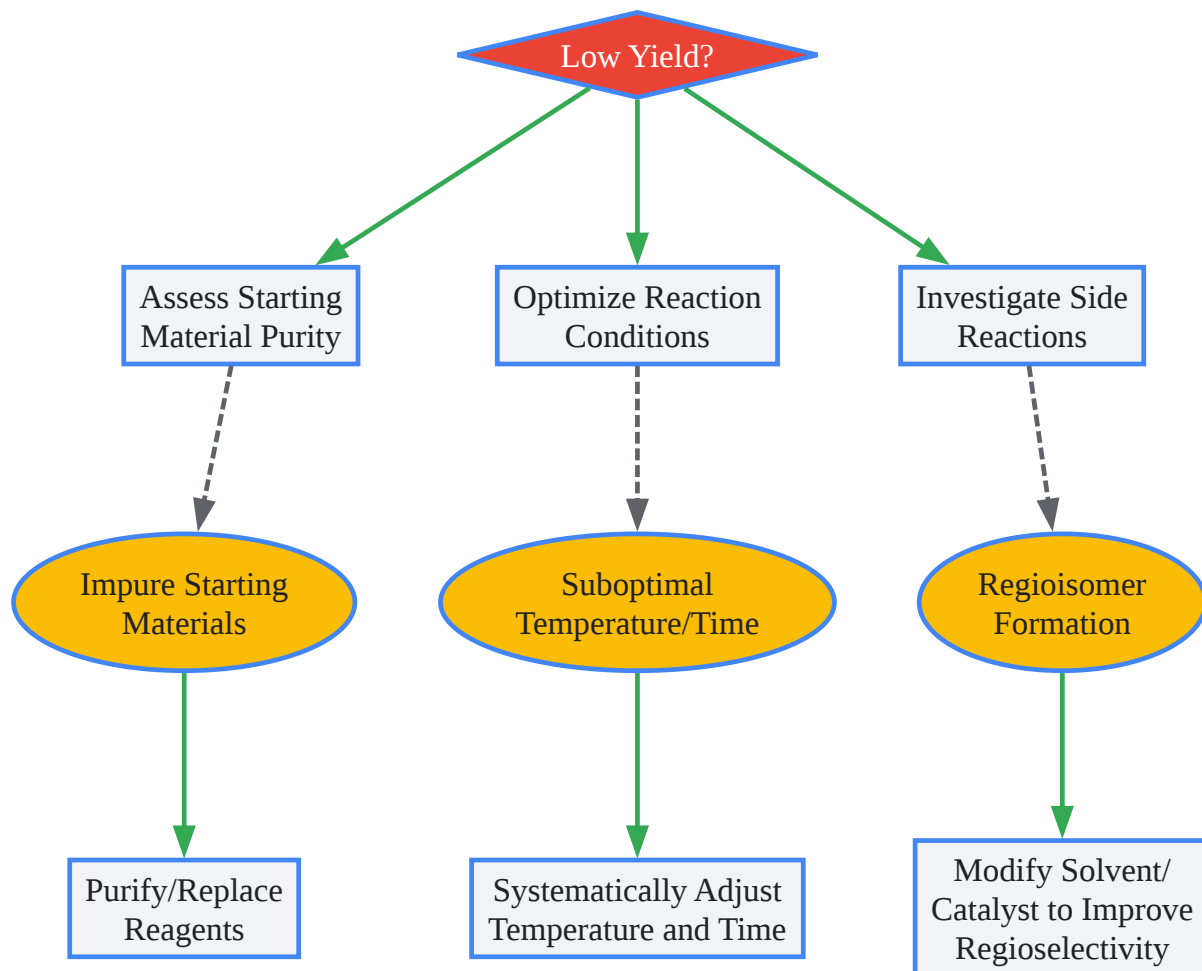 Low Yield?
Assess Starting
Material Purity
Optimize Reaction
Conditions
Investigate Side
Reactions
Impure Starting
Materials
Suboptimal
Temperature/Time
Regioisomer
Formation
Purify/Replace
Reagents
Systematically Adjust
Temperature and Time
Modify Solvent/
Catalyst to Improve
Regioselectivity